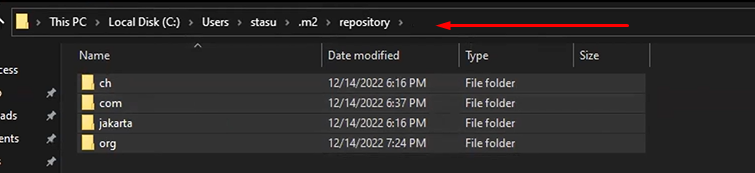 This PC > Local Disk (C:) > Users > stasu > .m2 > repository >
Name Date modified Type Size
cess
ch 12/14/2022 6:16 PM File folder
com 12/14/2022 6:37 PM File folder
ads
jakarta 12/14/2022 6:16 PM File folder
ents
org 12/14/2022 7:24 PM File folder